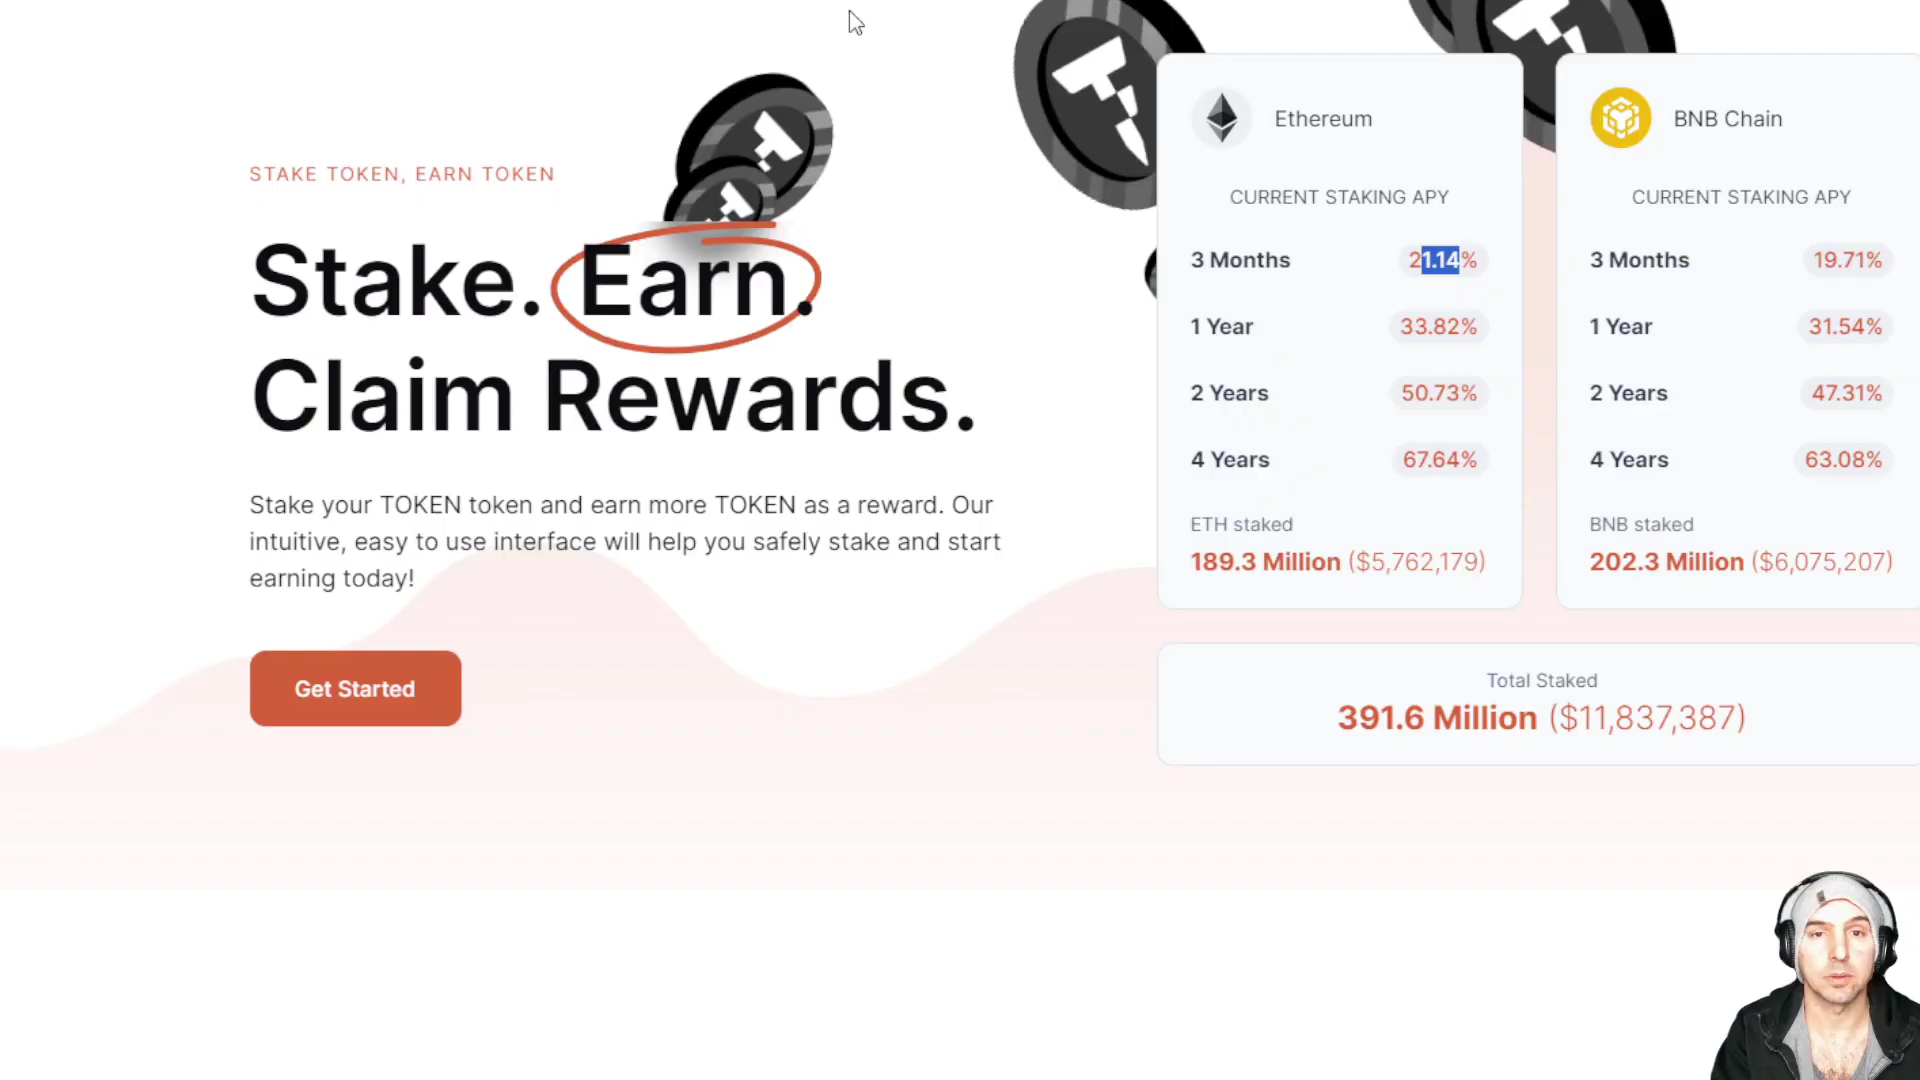 STAKE TOKEN, EARN TOKEN
Stake. Earn.
Claim Rewards.
Stake your TOKEN token and earn more TOKEN as a reward. Our
intuitive, easy to use interface will help you safely stake and start
earning today!
Get Started
Ethereum
CURRENT STAKING APY
3 Months 21.14%
1 Year 33.82%
2 Years 50.73%
4 Years 67.64%
ETH staked
189.3 Million ($5,762,179)
BNB Chain
CURRENT STAKING APY
3 Months 19.71%
1 Year 31.54%
2 Years 47.31%
4 Years 63.08%
BNB staked
202.3 Million ($6,075,207)
Total Staked
391.6 Million ($11,837,387)